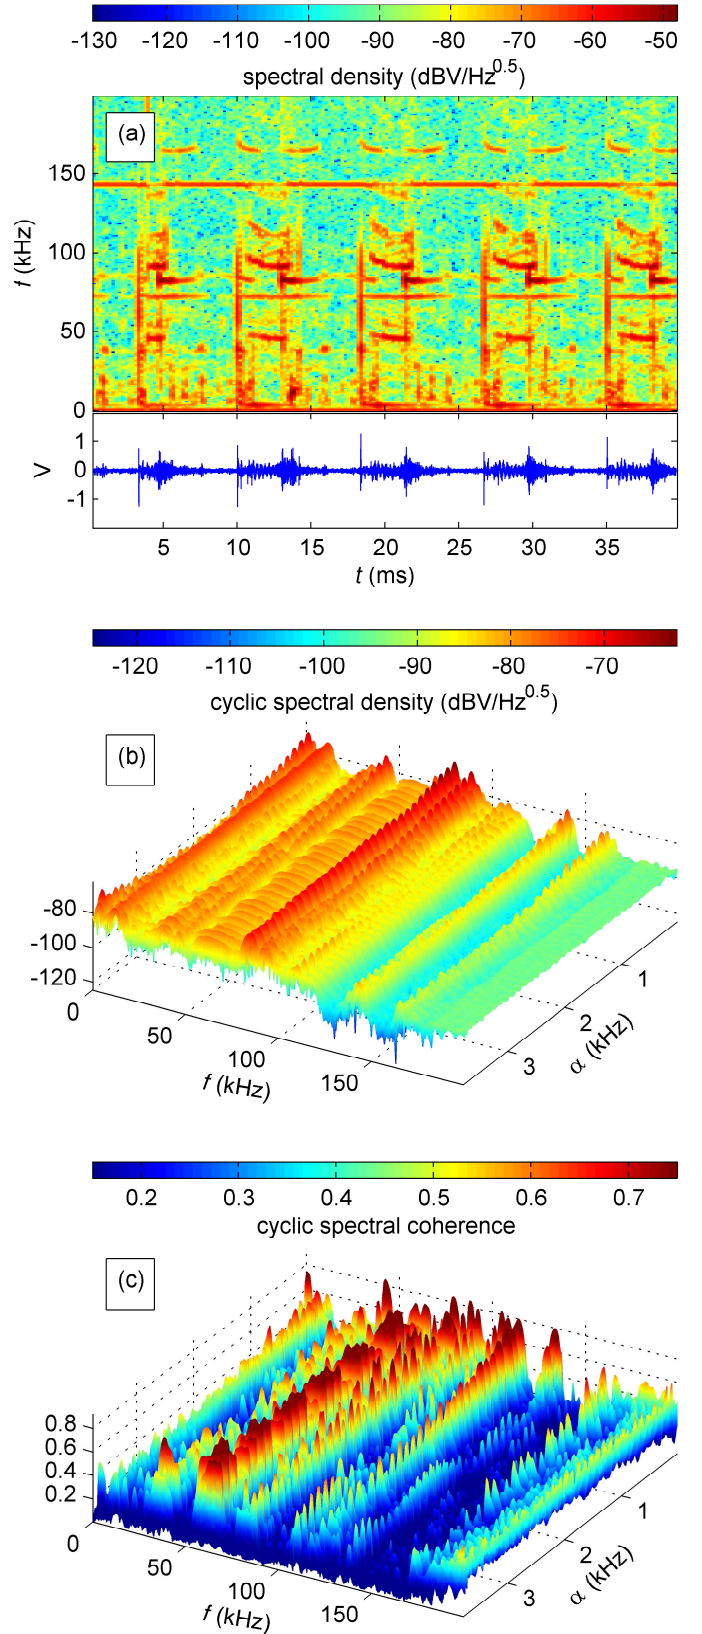 -130 -120 -110 -100 -90 -80 -70 -60 -50
spectral density (dBV/Hz^0.5)
(a)
150
100
50
0
f (kHz)
1
0
-1
V
5 10 15 20 25 30 35
t (ms)
-120 -110 -100 -90 -80 -70
cyclic spectral density (dBV/Hz^0.5)
(b)
-80
-100
-120
0
50
100
150
f (kHz)
1
2
3
α (kHz)
0.2 0.3 0.4 0.5 0.6 0.7
cyclic spectral coherence
(c)
0.8
0.6
0.4
0.2
0
50
100
150
f (kHz)
1
2
3
α (kHz)